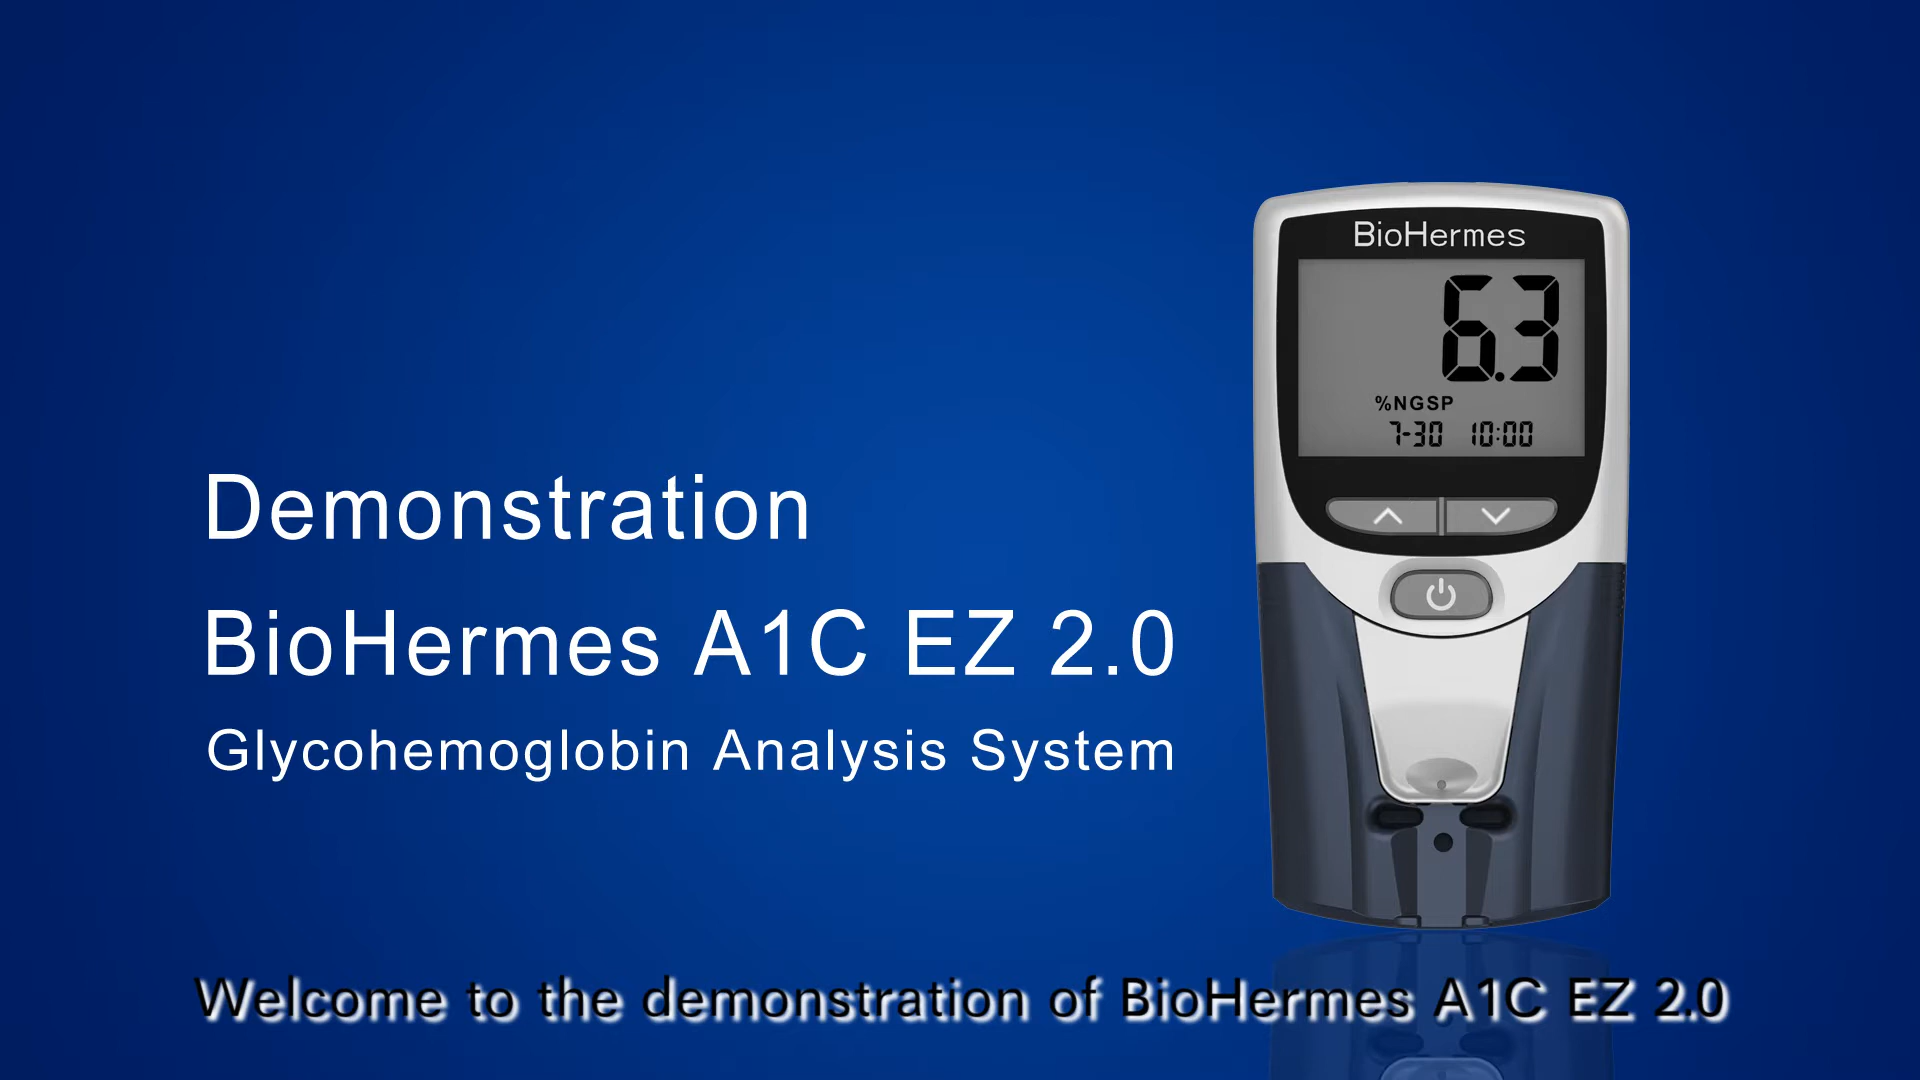 Demonstration
BioHermes A1C EZ 2.0
Glycohemoglobin Analysis System
BioHermes
6.3
%NGSP
7-30 10:00
Welcome to the demonstration of BioHermes A1C EZ 2.0